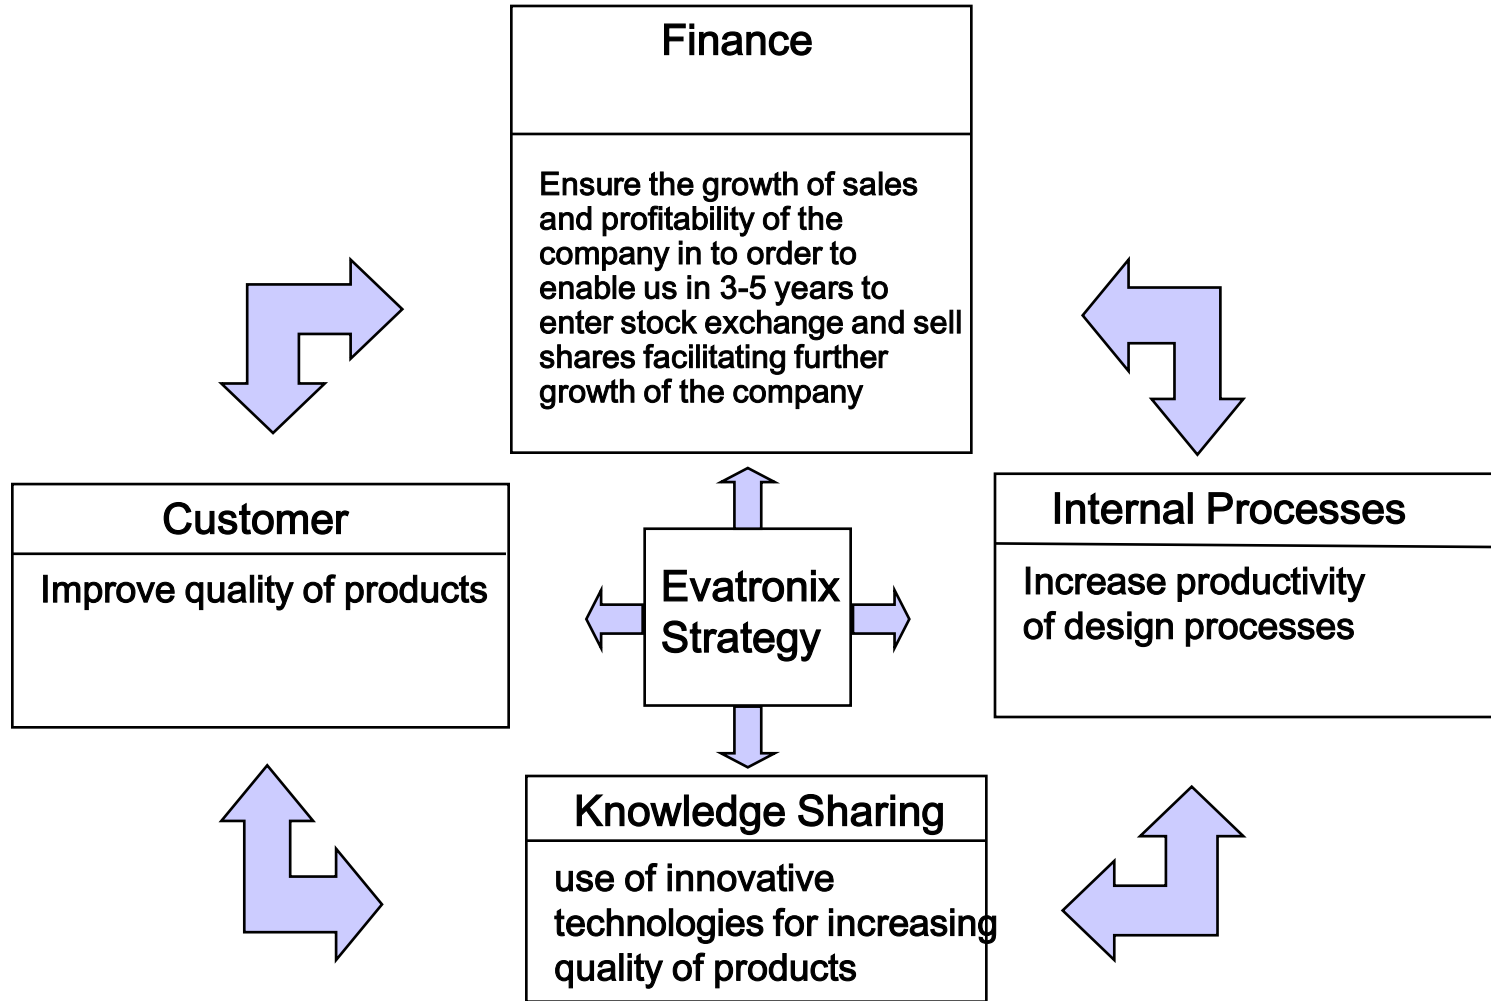 Finance
Ensure the growth of sales
and profitability of the
company in to order to
enable us in 3-5 years to
enter stock exchange and sell
shares facilitating further
growth of the company
Customer
Improve quality of products
Evatronix
Strategy
Internal Processes
Increase productivity
of design processes
Knowledge Sharing
use of innovative
technologies for increasing
quality of products